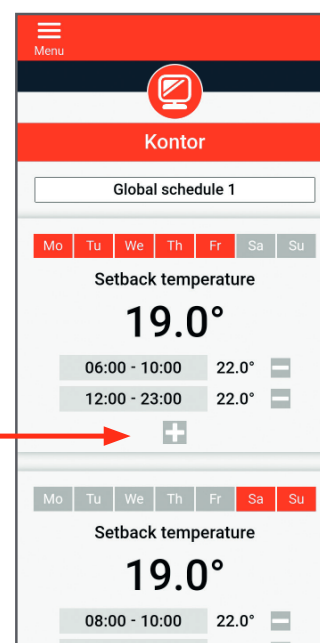 Menu
Kontor
Global schedule 1
Mo Tu We Th Fr Sa Su
Setback temperature
19.0°
06:00 - 10:00 22.0°
12:00 - 23:00 22.0°
Mo Tu We Th Fr Sa Su
Setback temperature
19.0°
08:00 - 10:00 22.0°